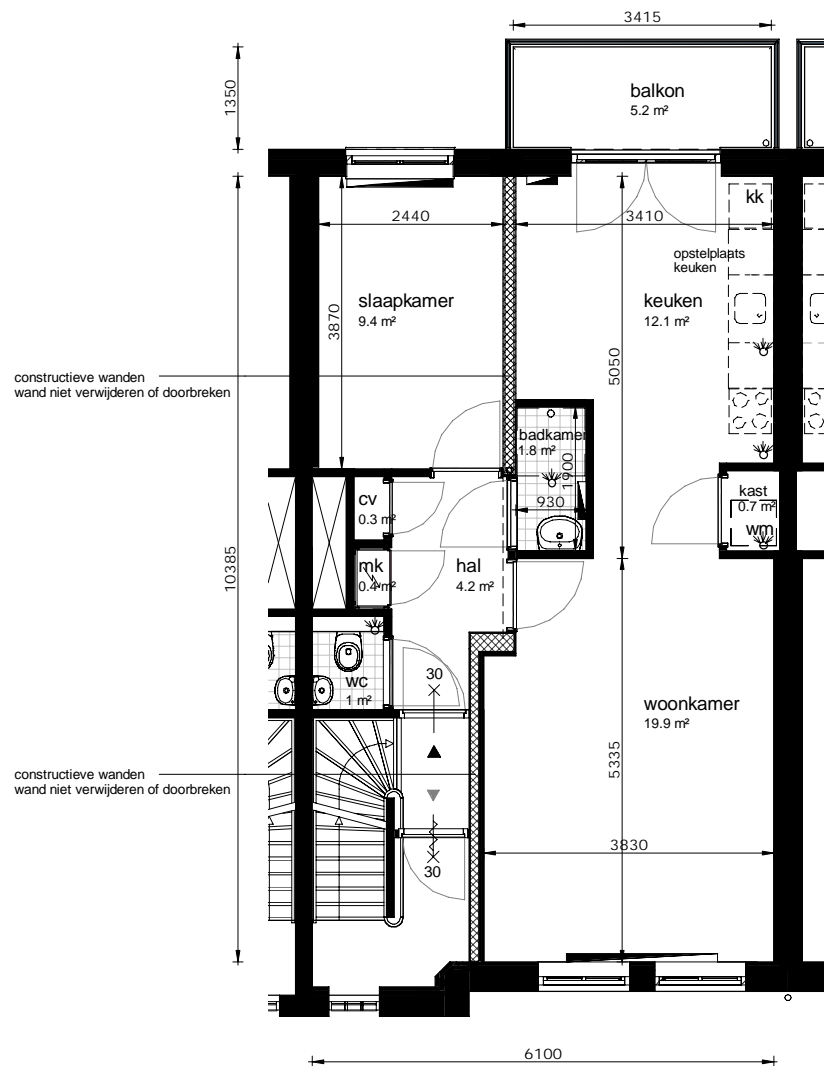 3415
1350
balkon
5.2 m²
kk
2440
3410
opstelplaats
keuken
slaapkamer
9.4 m²
keuken
12.1 m²
3870
5050
constructieve wanden
wand niet verwijderen of doorbreken
badkamer
1.8 m²
1900
930
cv
0.3 m²
kast
0.7 m²
wm
mk
0.4 m²
hal
4.2 m²
10385
wc
1 m²
30
woonkamer
19.9 m²
5335
constructieve wanden
wand niet verwijderen of doorbreken
3830
30
6100